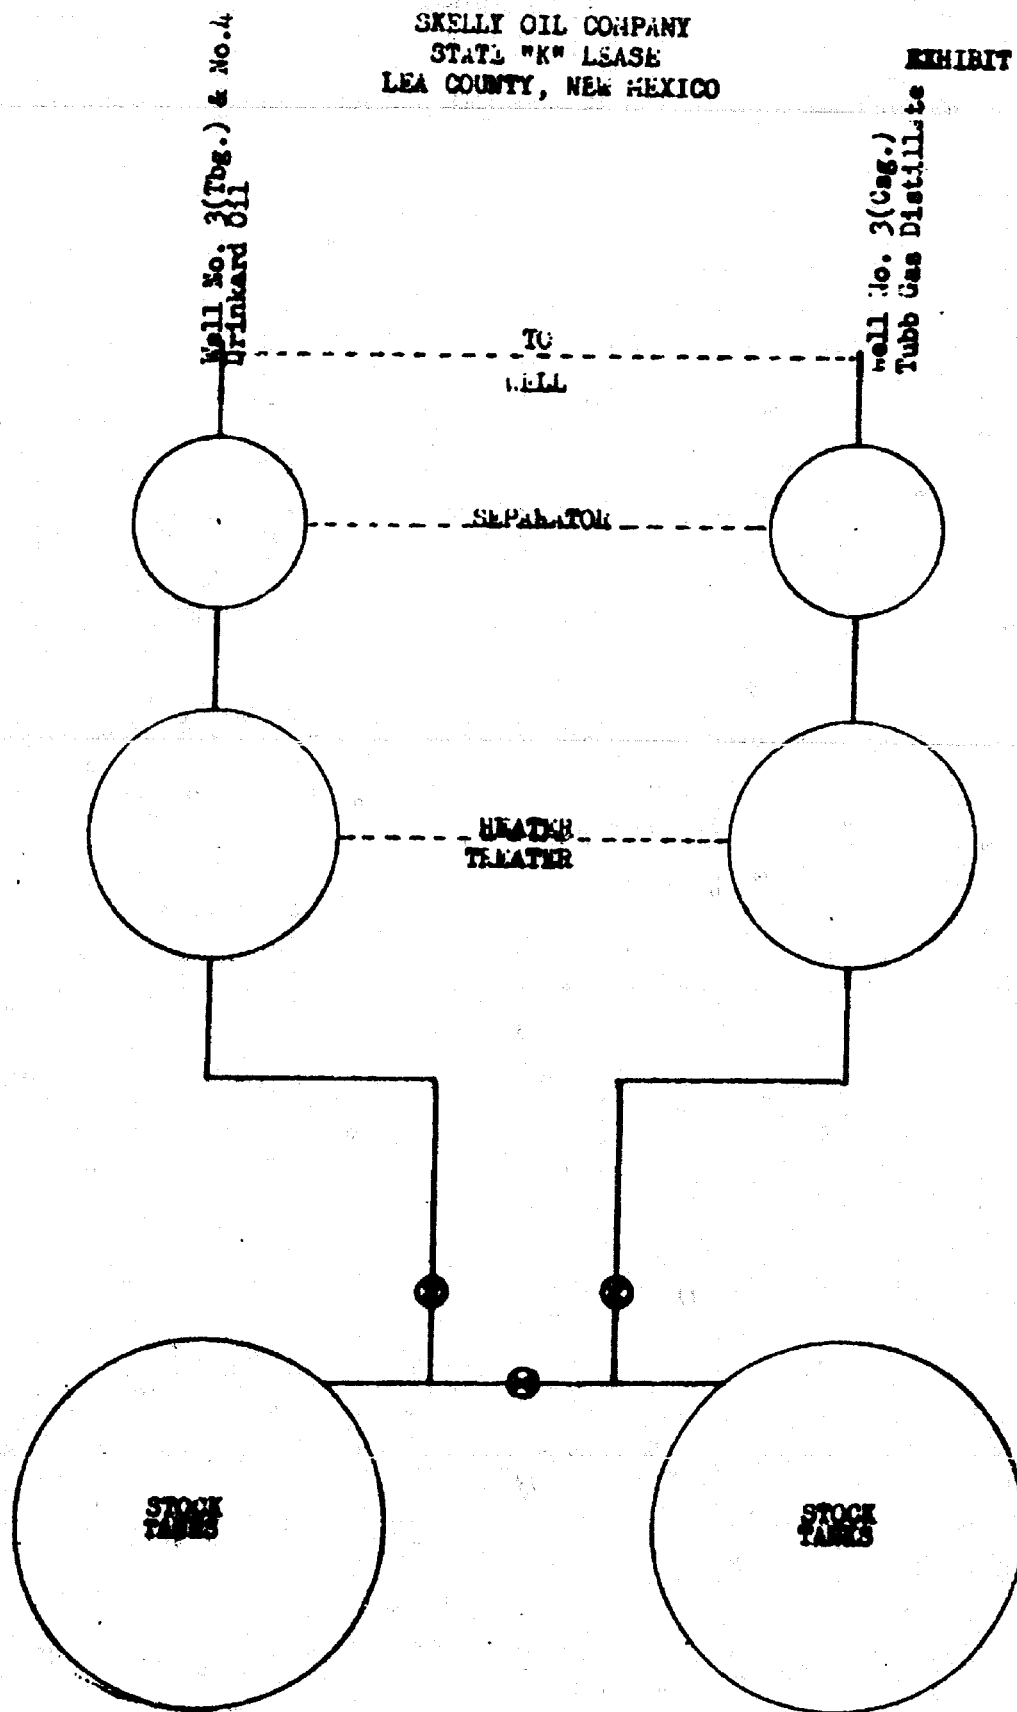 SKELLY OIL COMPANY
STATE "K" LEASE
LEA COUNTY, NEW MEXICO
EXHIBIT
Well No. 3(Tbg.) & No.4
Drinkard Oil
Well No. 3(Csg.)
Tubb Gas Distillate
TO
WELL
SEPARATOR
HEATER
TREATER
STOCK
TANKS
STOCK
TANKS